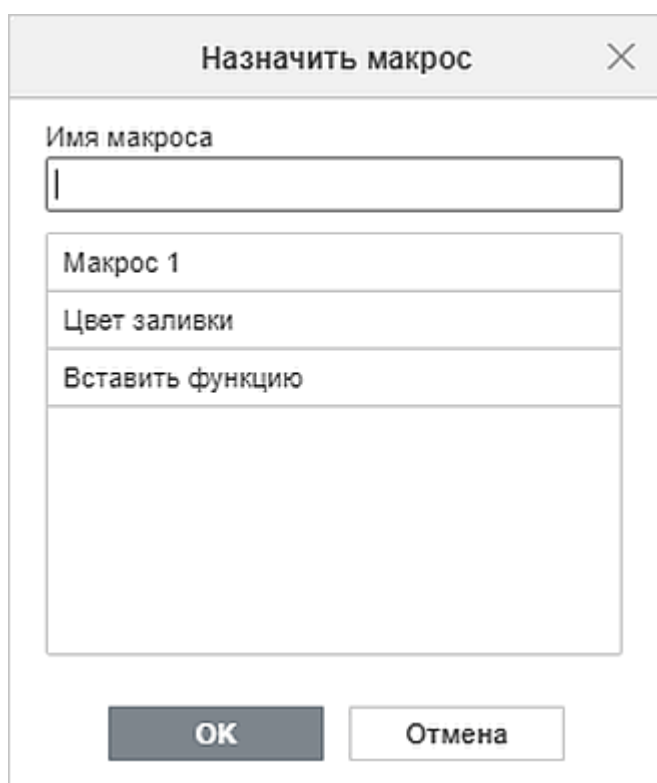 Назначить макрос
Имя макроса
Макрос 1
Цвет заливки
Вставить функцию
OK
Отмена